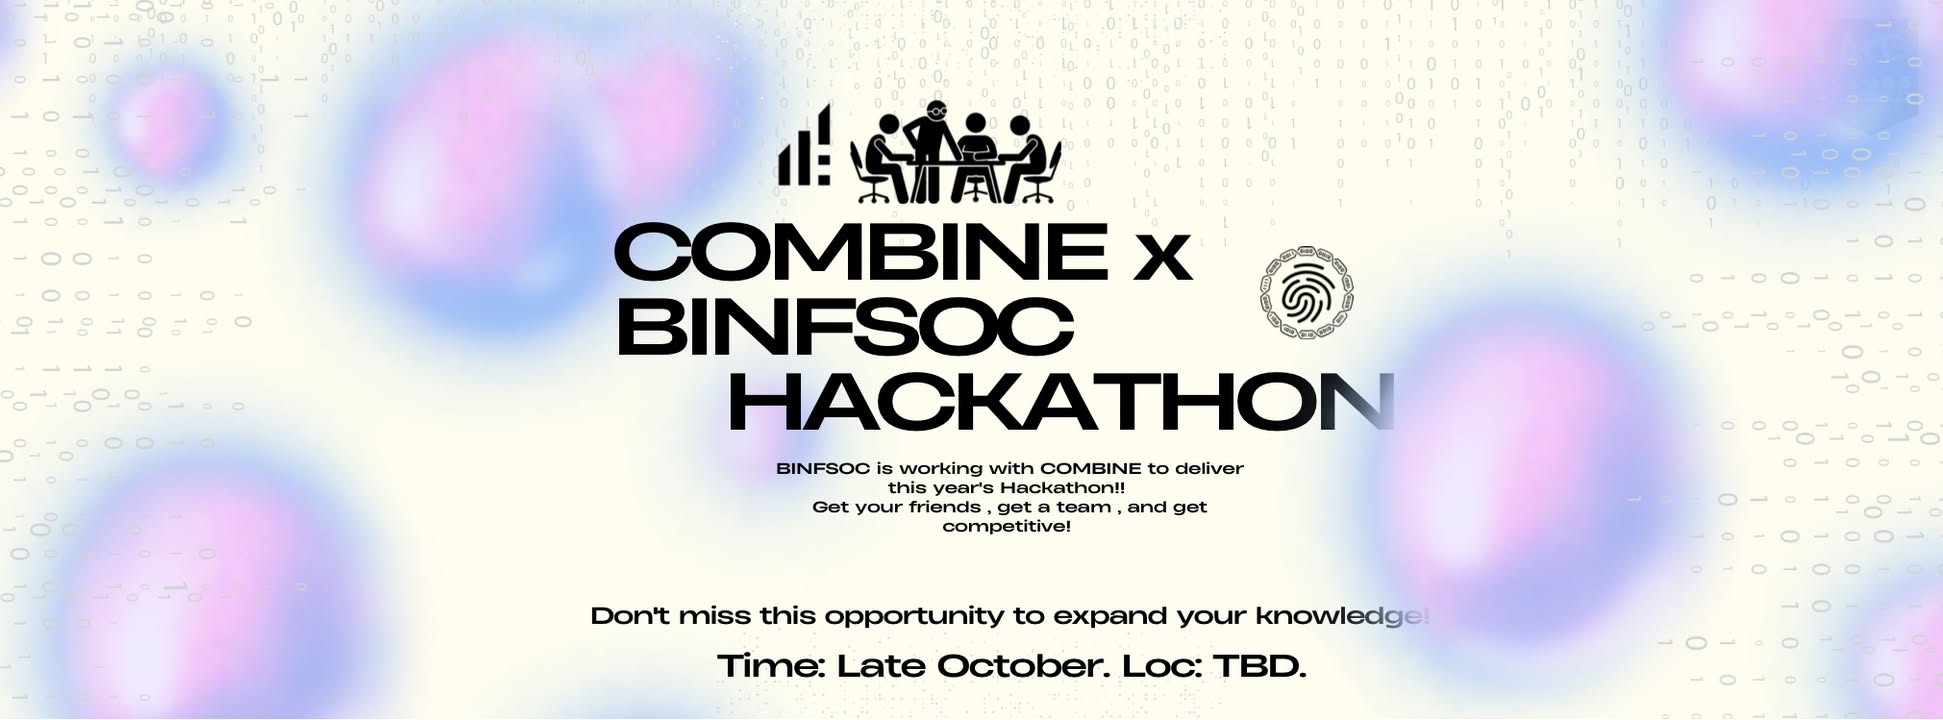 COMBINE x
BINFSOC
HACKATHON
BINFSOC is working with COMBINE to deliver
this year's Hackathon!!
Get your friends , get a team , and get
competitive!
Don't miss this opportunity to expand your knowledge!
Time: Late October. Loc: TBD.